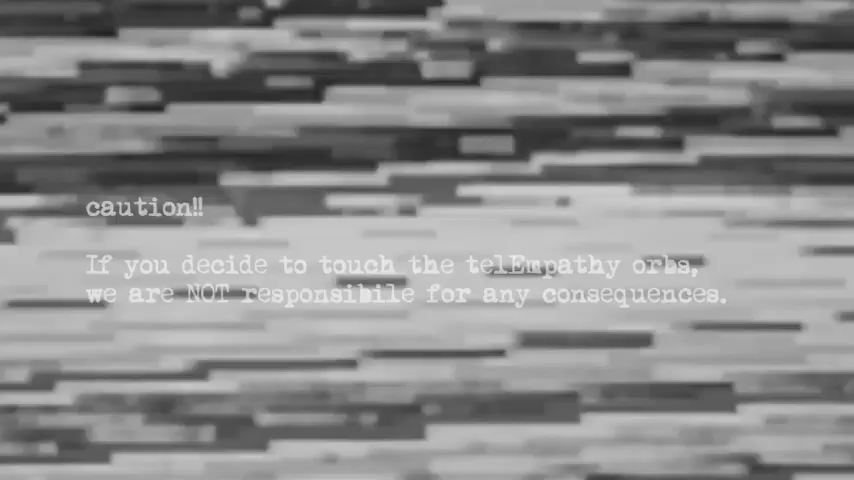 caution!!
If you decide to touch the telEmpathy orbs,
we are NOT responsibile for any consequences.